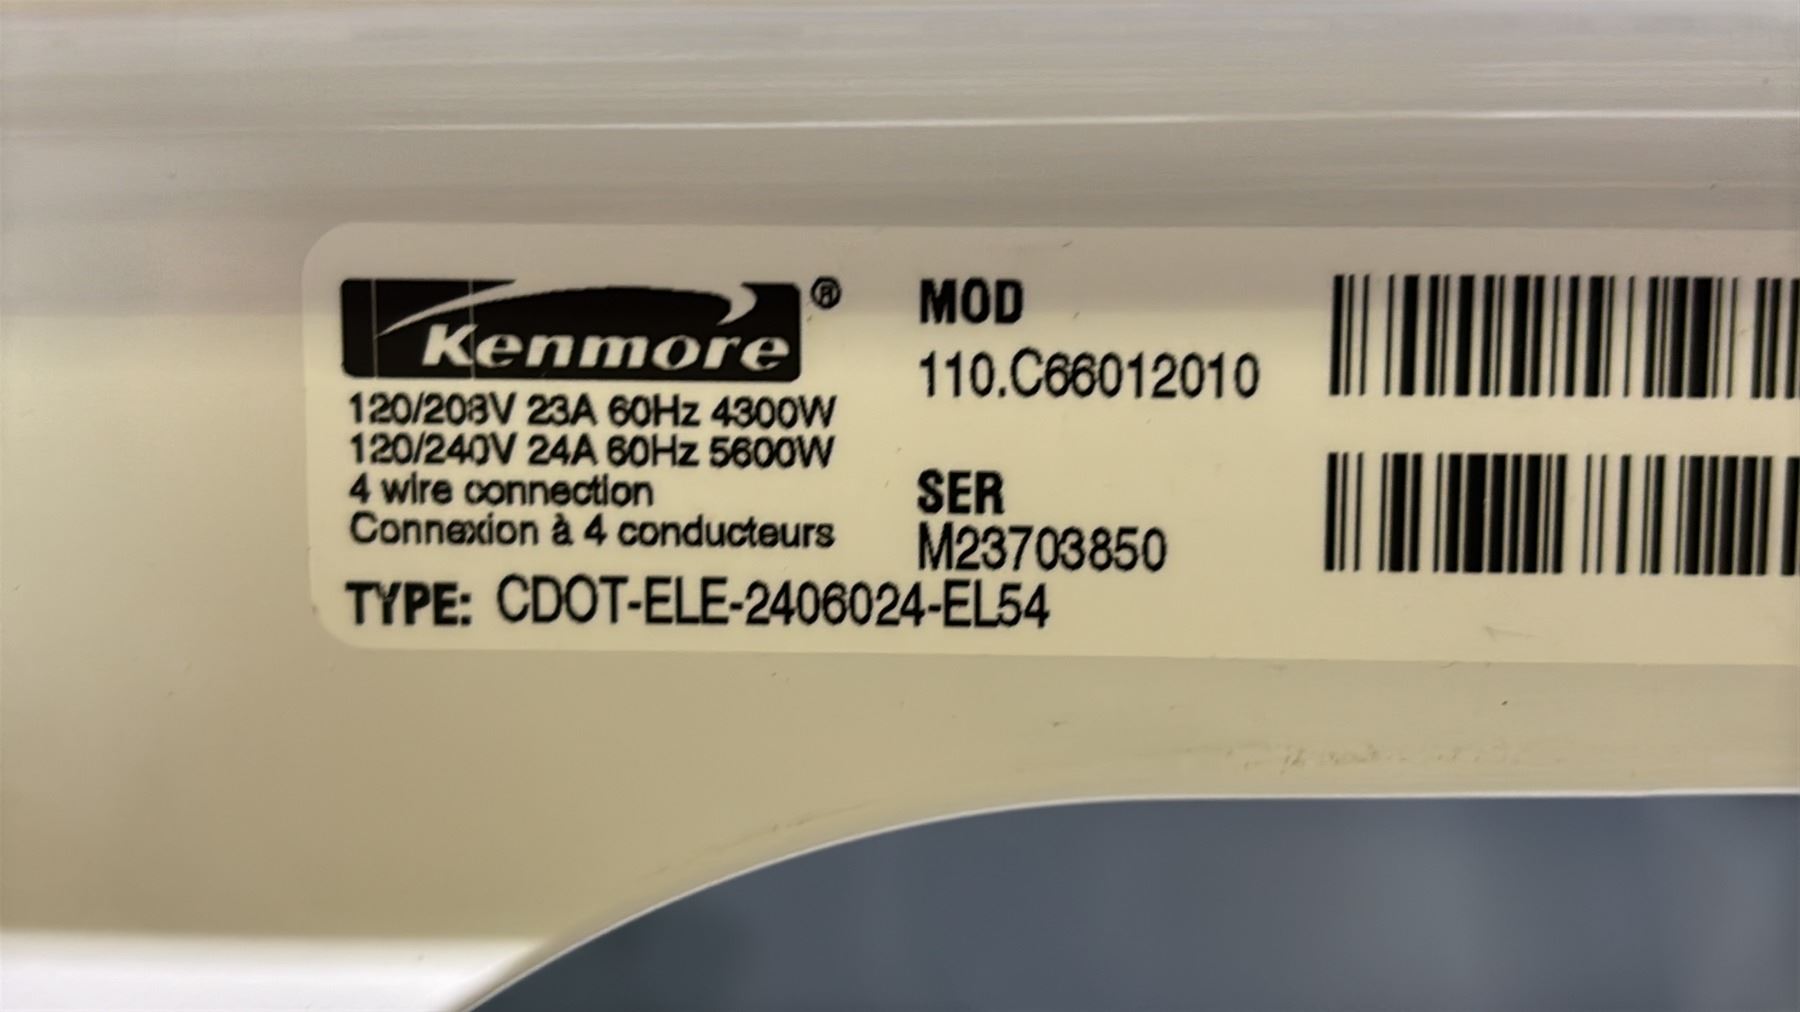 Kenmore®
120/208V 23A 60Hz 4300W
120/240V 24A 60Hz 5600W
4 wire connection
Connexion à 4 conducteurs
TYPE: CDOT-ELE-2406024-EL54
MOD
110.C66012010
SER
M23703850